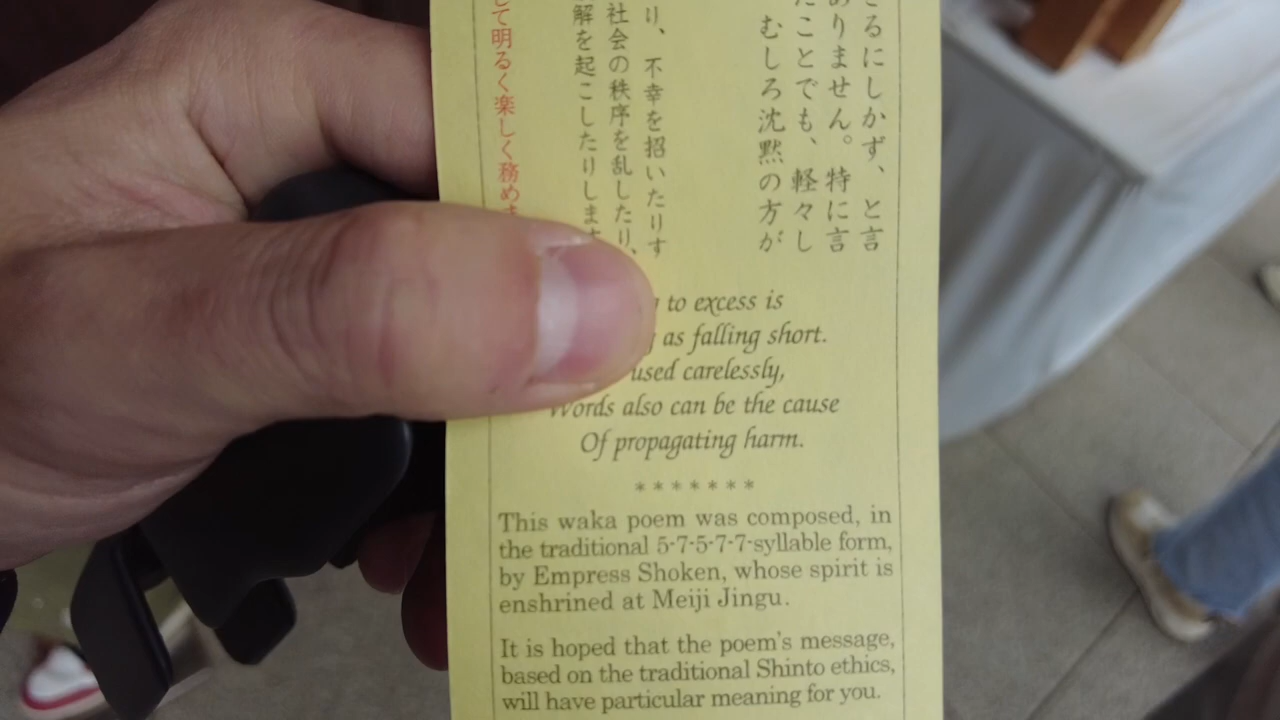 さるにしかず、と言
ありません。特に言
たことでも、軽々し
むしろ沈黙の方が
り、不幸を招いたりす
社会の秩序を乱したり、
解を起こしたりします
して明るく楽しく務めま
to excess is
as falling short.
used carelessly,
Words also can be the cause
Of propagating harm.
*******
This waka poem was composed, in
the traditional 5-7-5-7-7-syllable form,
by Empress Shoken, whose spirit is
enshrined at Meiji Jingu.
It is hoped that the poem's message,
based on the traditional Shinto ethics,
will have particular meaning for you.